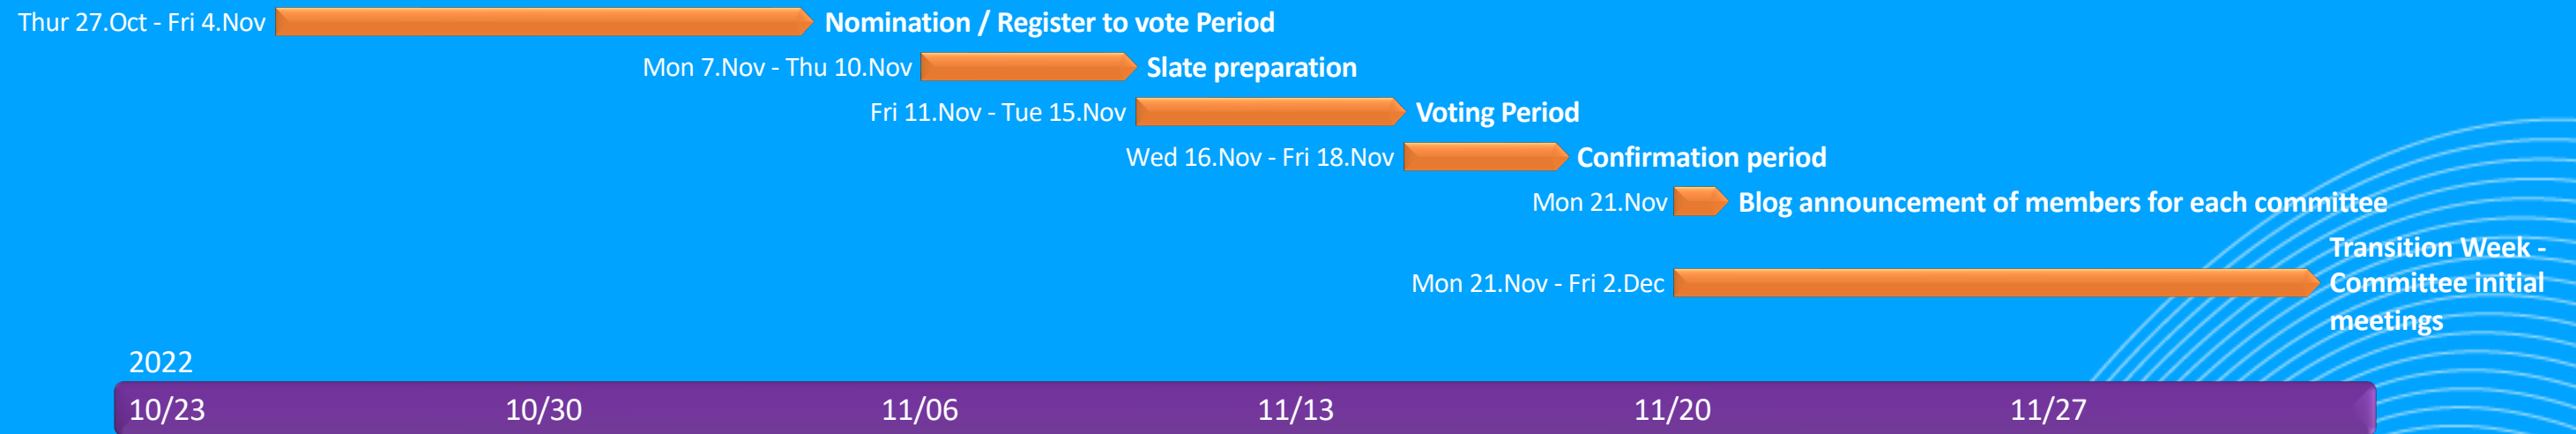 Thur 27.Oct - Fri 4.Nov Nomination / Register to vote Period
Mon 7.Nov - Thu 10.Nov Slate preparation
Fri 11.Nov - Tue 15.Nov Voting Period
Wed 16.Nov - Fri 18.Nov Confirmation period
Mon 21.Nov Blog announcement of members for each committee
Mon 21.Nov - Fri 2.Dec Transition Week -
Committee initial
meetings
2022
10/23 10/30 11/06 11/13 11/20 11/27